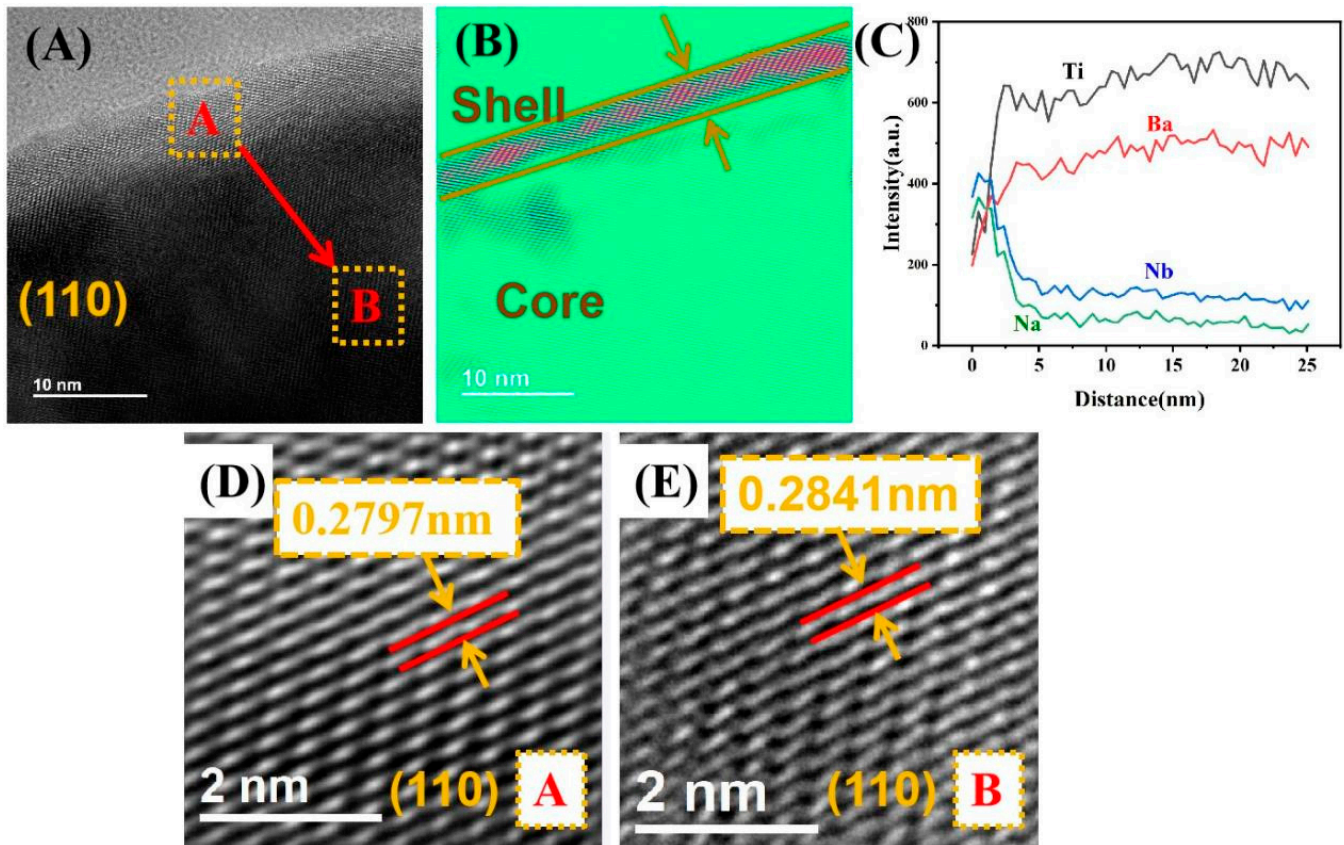 (A)
A
B
(110)
10 nm
(B)
Shell
Core
10 nm
(C)
800
600
400
200
0
Intensity(a.u.)
Ti
Ba
Nb
Na
0
5
10
15
20
25
Distance(nm)
(D)
0.2797nm
2 nm
(110)
A
(E)
0.2841nm
2 nm
(110)
B